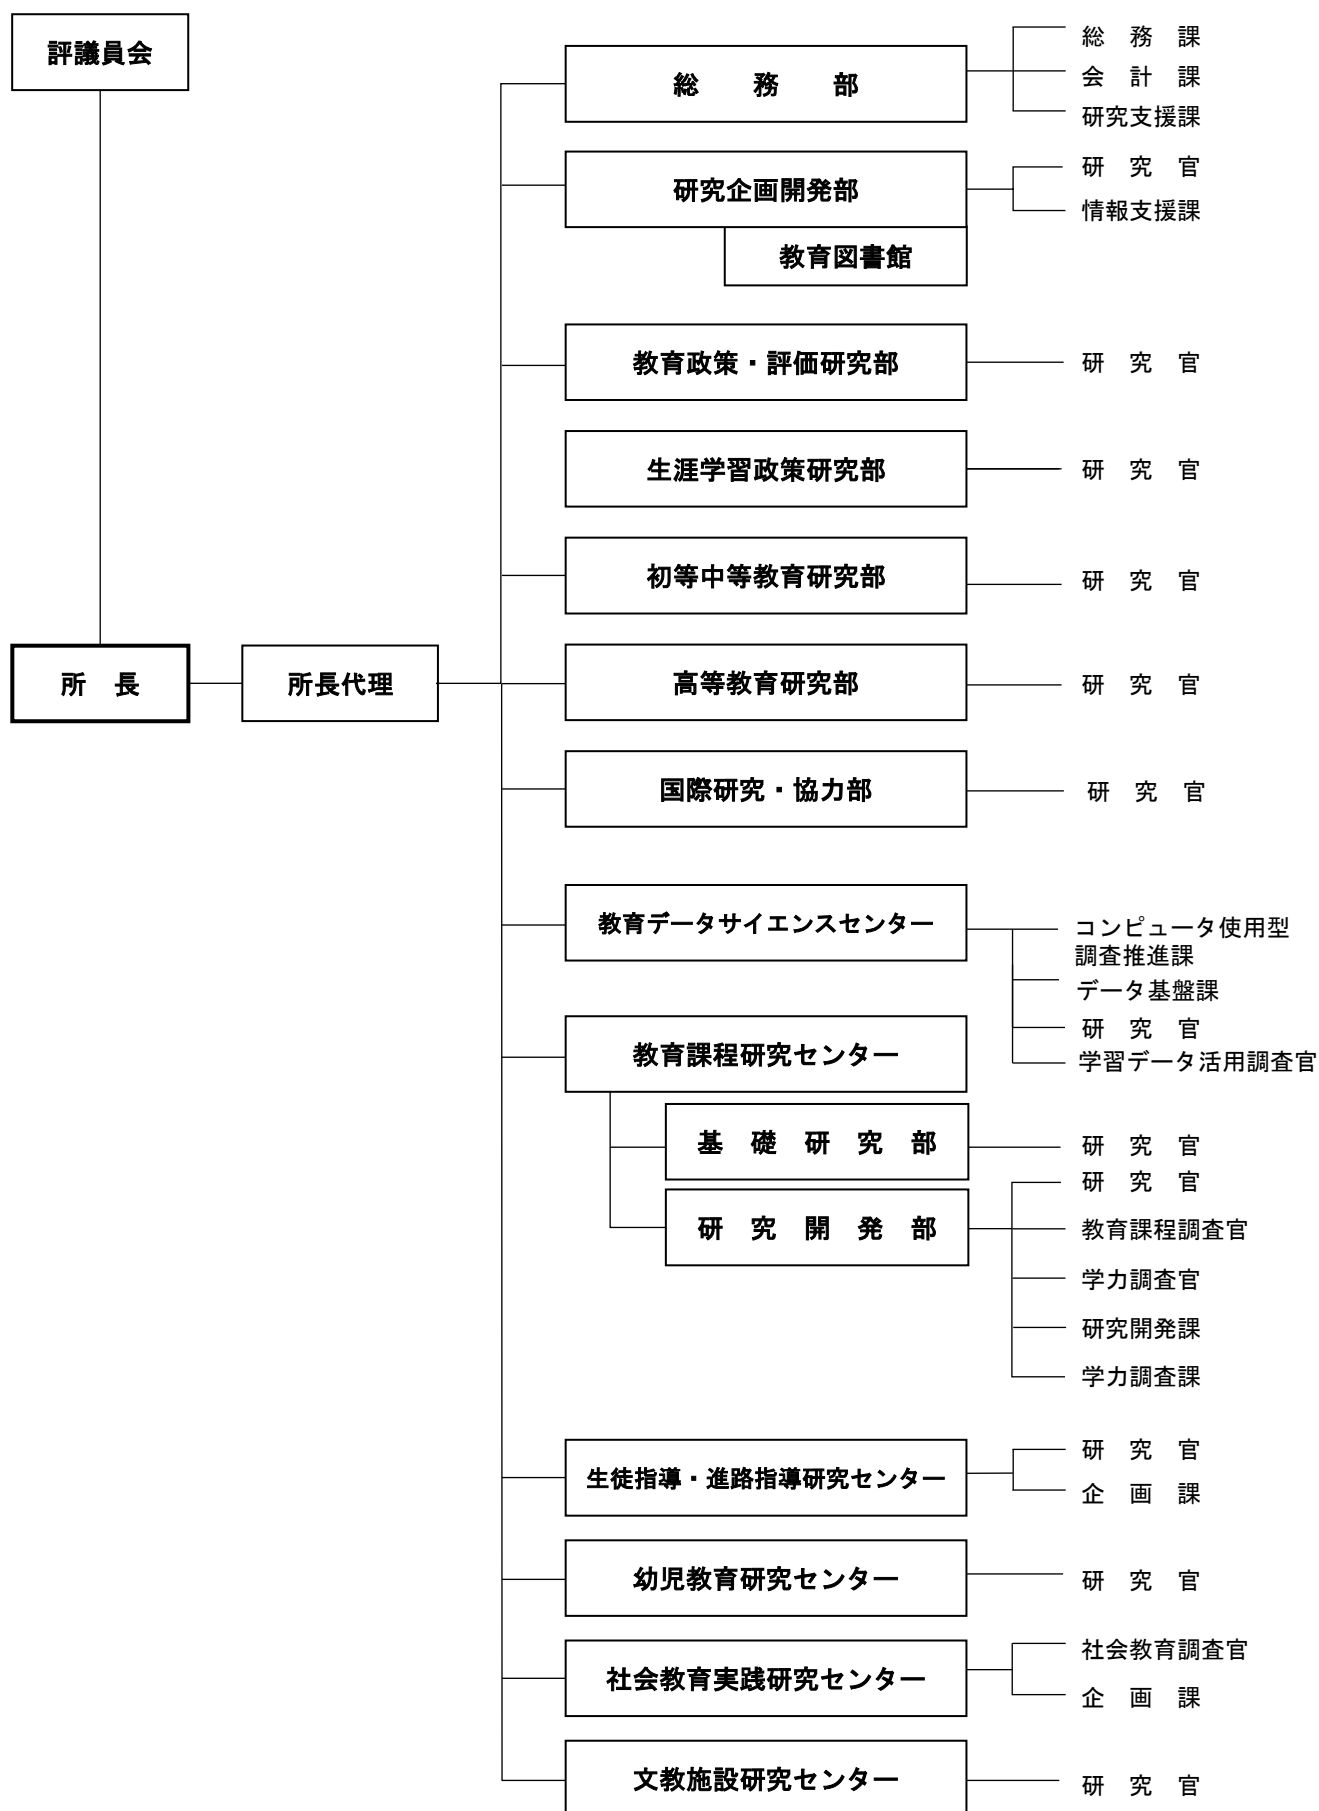 評議員会
所　長
所長代理
総　務　部
総　務　課
会　計　課
研究支援課
研究企画開発部
研　究　官
情報支援課
教育図書館
教育政策・評価研究部
研　究　官
生涯学習政策研究部
研　究　官
初等中等教育研究部
研　究　官
高等教育研究部
研　究　官
国際研究・協力部
研　究　官
教育データサイエンスセンター
コンピュータ使用型
調査推進課
データ基盤課
研　究　官
学習データ活用調査官
教育課程研究センター
基　礎　研　究　部
研　究　官
研　究　開　発　部
研　究　官
教育課程調査官
学力調査官
研究開発課
学力調査課
生徒指導・進路指導研究センター
研　究　官
企　画　課
幼児教育研究センター
研　究　官
社会教育実践研究センター
社会教育調査官
企　画　課
文教施設研究センター
研　究　官